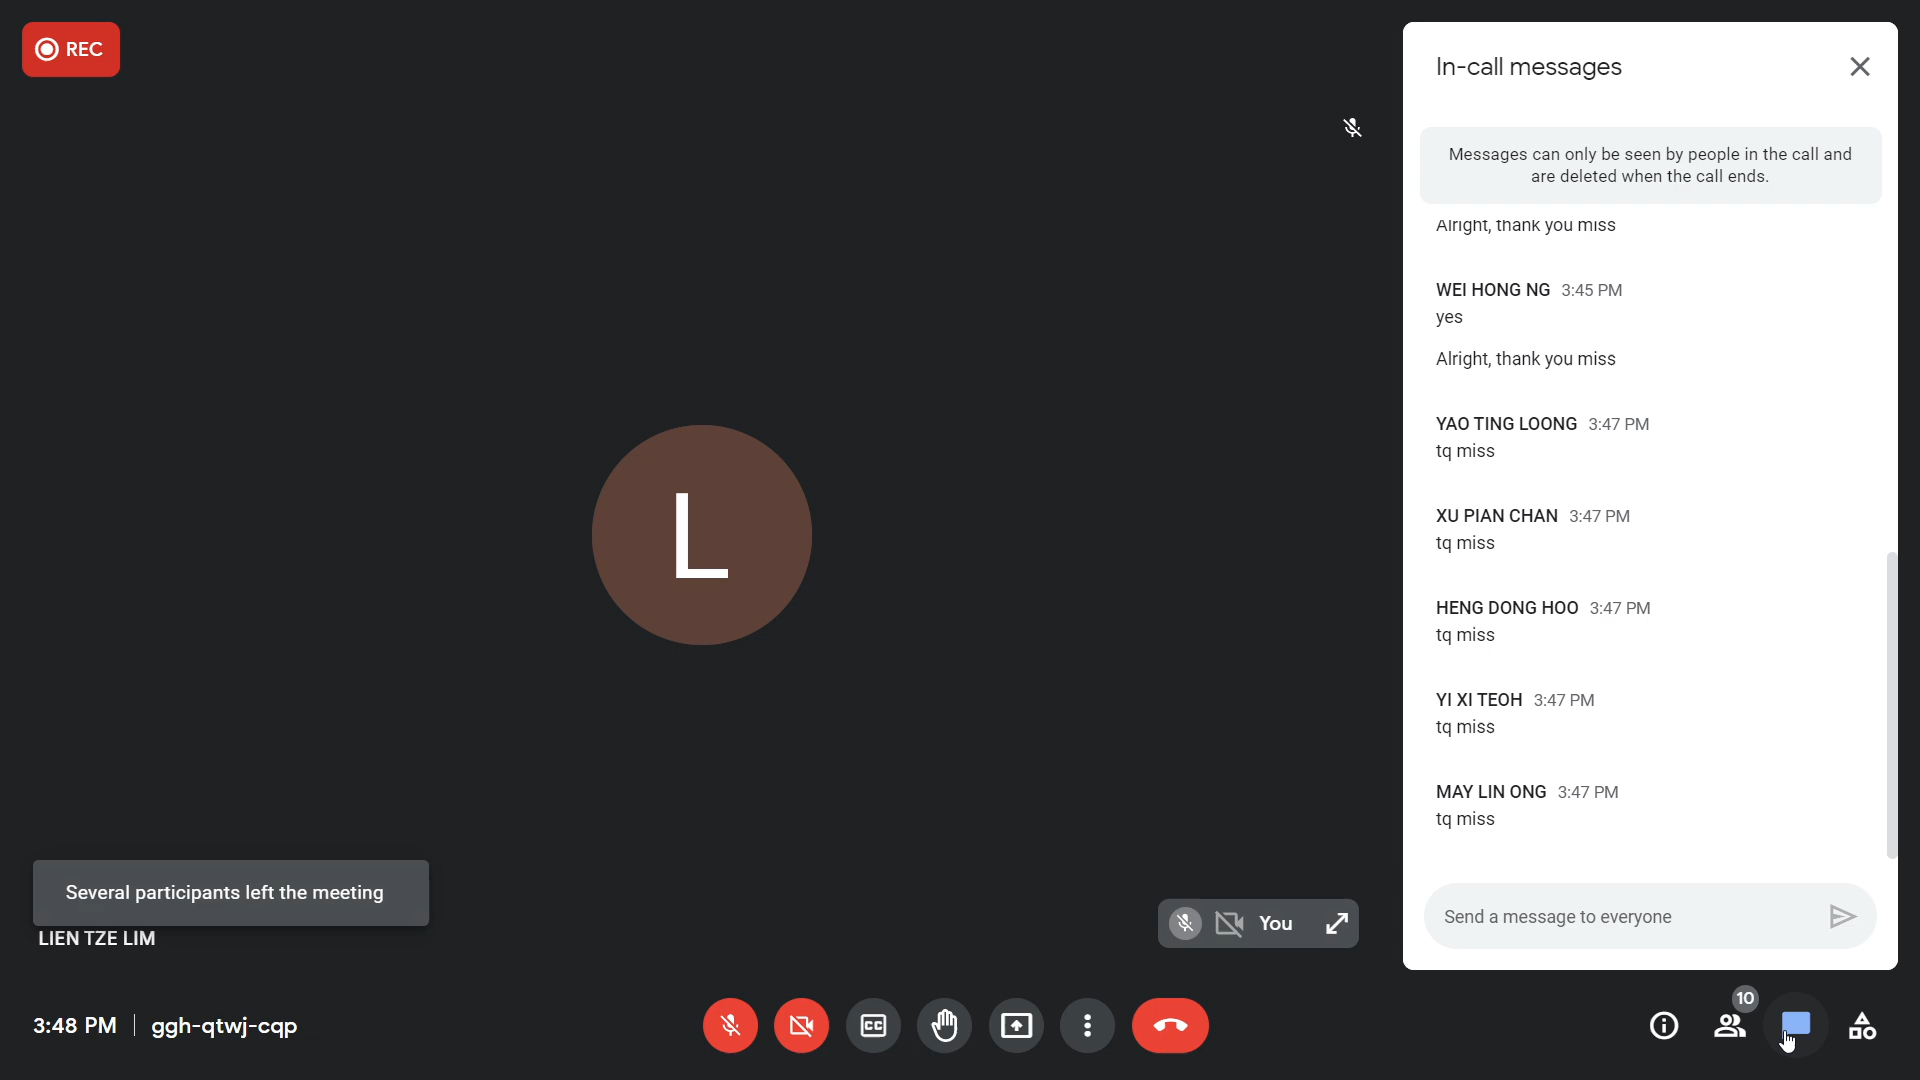 REC
In-call messages
Messages can only be seen by people in the call and
are deleted when the call ends.
Alright, thank you miss
WEI HONG NG 3:45 PM
yes
Alright, thank you miss
YAO TING LOONG 3:47 PM
tq miss
XU PIAN CHAN 3:47 PM
tq miss
HENG DONG HOO 3:47 PM
tq miss
YI XI TEOH 3:47 PM
tq miss
MAY LIN ONG 3:47 PM
tq miss
Send a message to everyone
L
Several participants left the meeting
LIEN TZE LIM
You
3:48 PM | ggh-qtwj-cqp
CC
10